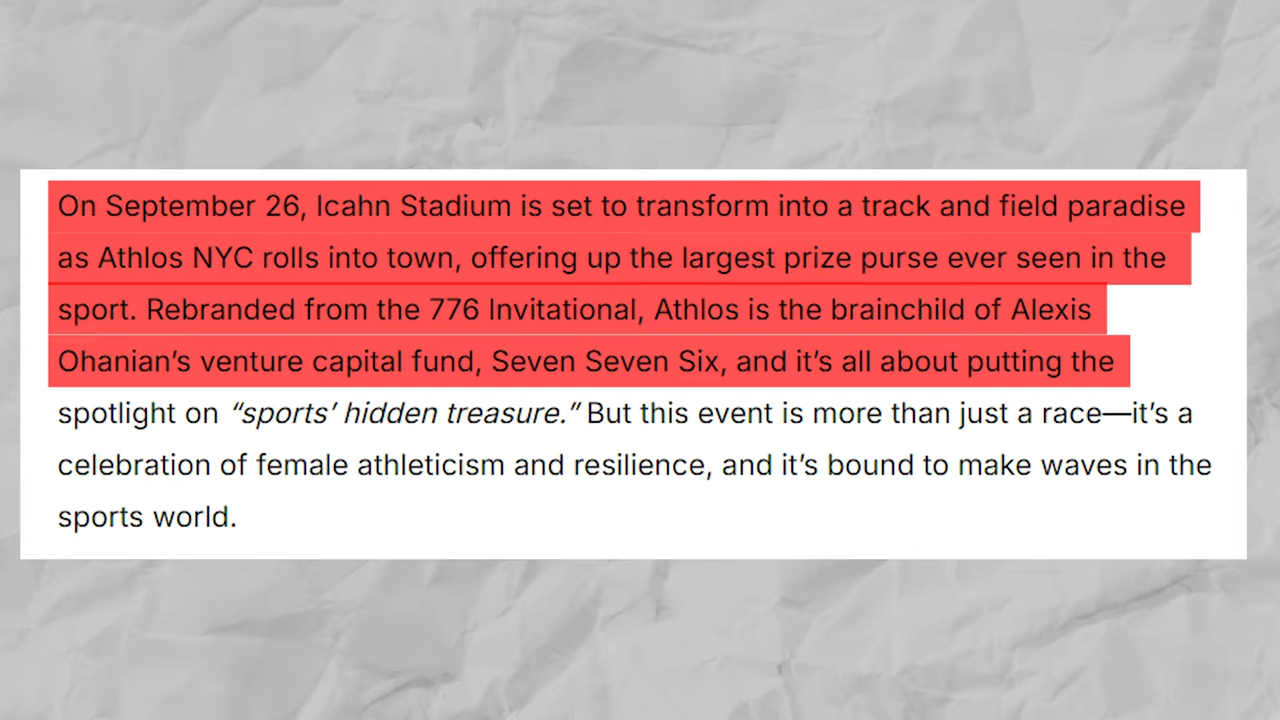 On September 26, Icahn Stadium is set to transform into a track and field paradise
as Athlos NYC rolls into town, offering up the largest prize purse ever seen in the
sport. Rebranded from the 776 Invitational, Athlos is the brainchild of Alexis
Ohanian’s venture capital fund, Seven Seven Six, and it’s all about putting the
spotlight on “sports’ hidden treasure.” But this event is more than just a race—it’s a
celebration of female athleticism and resilience, and it’s bound to make waves in the
sports world.